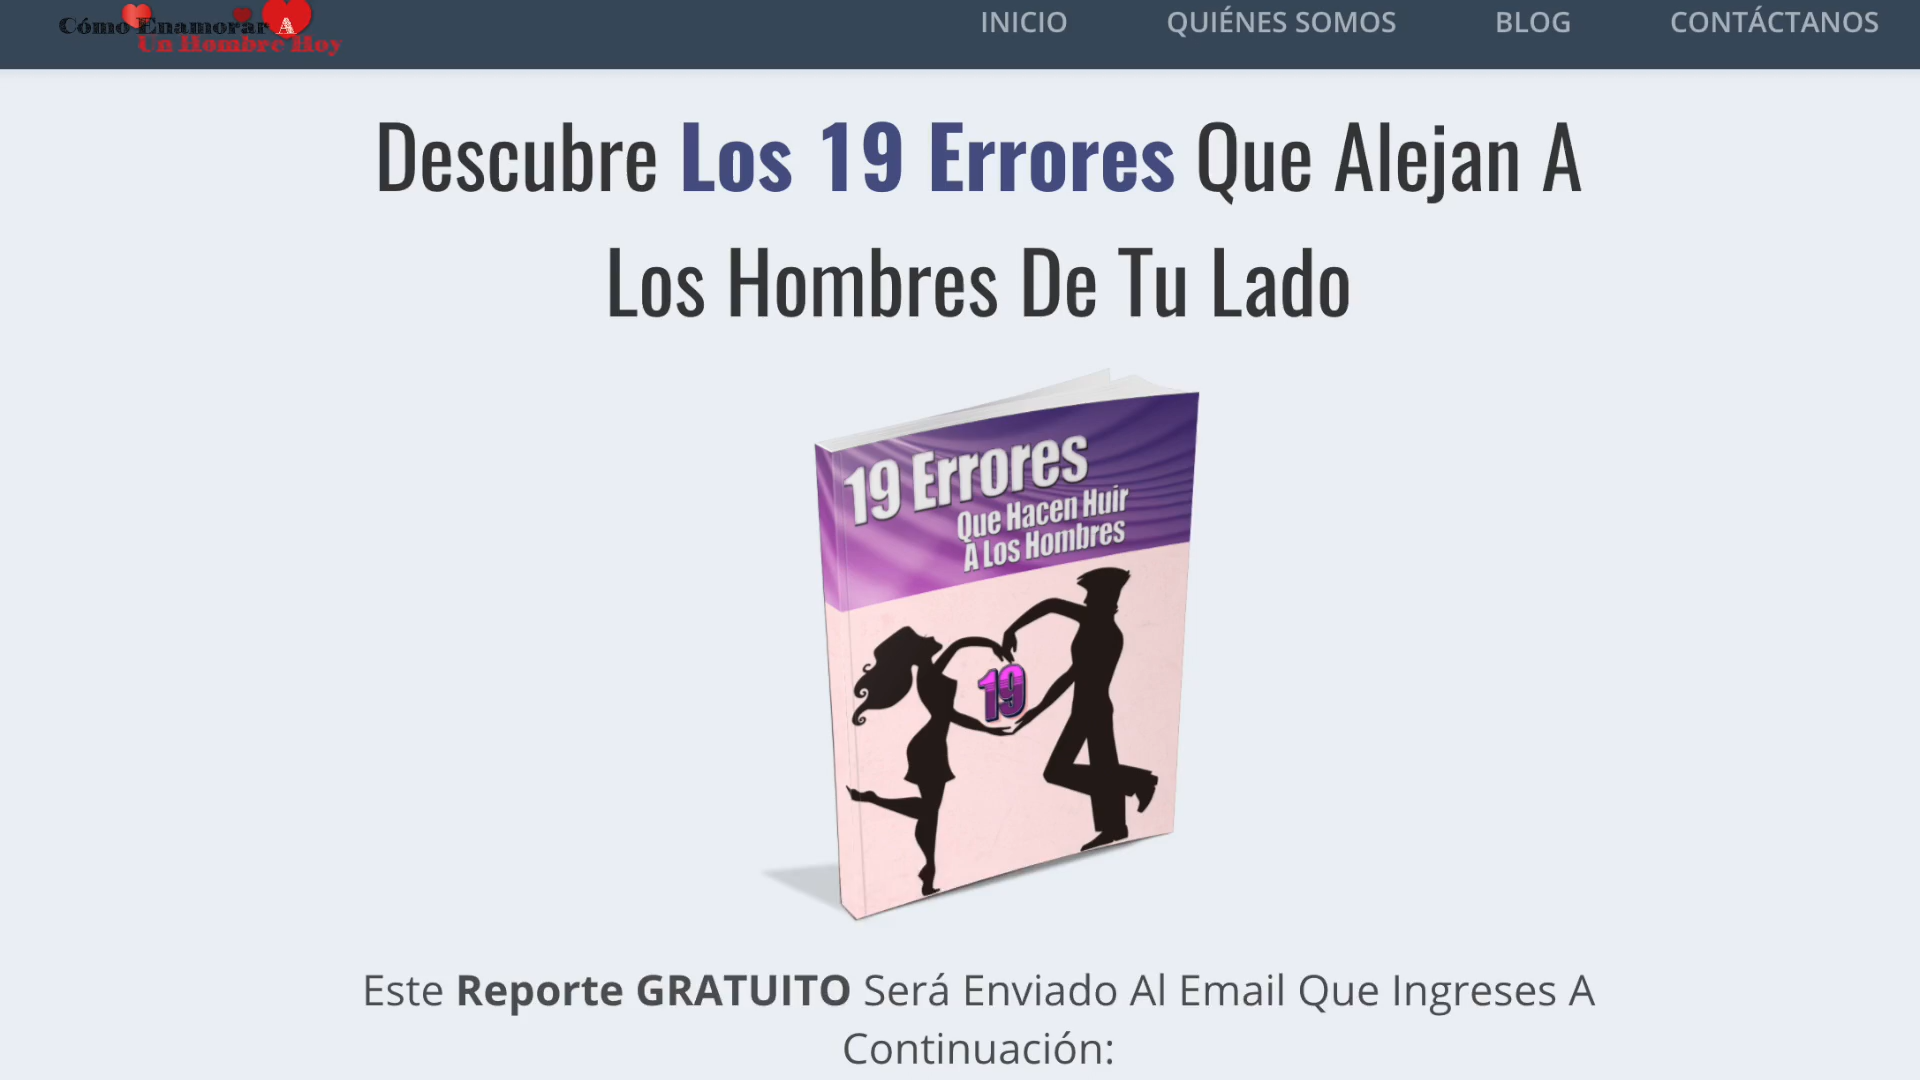 Cómo Enamorar A
Un Hombre Hoy
INICIO
QUIÉNES SOMOS
BLOG
CONTÁCTANOS
Descubre Los 19 Errores Que Alejan A
Los Hombres De Tu Lado
19 Errores
Que Hacen Huir
A Los Hombres
19
Este Reporte GRATUITO Será Enviado Al Email Que Ingreses A
Continuación: